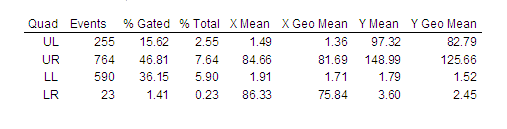 Quad Events % Gated % Total X Mean X Geo Mean Y Mean Y Geo Mean
UL 255 15.62 2.55 1.49 1.36 97.32 82.79
UR 764 46.81 7.64 84.66 81.69 148.99 125.66
LL 590 36.15 5.90 1.91 1.71 1.79 1.52
LR 23 1.41 0.23 86.33 75.84 3.60 2.45